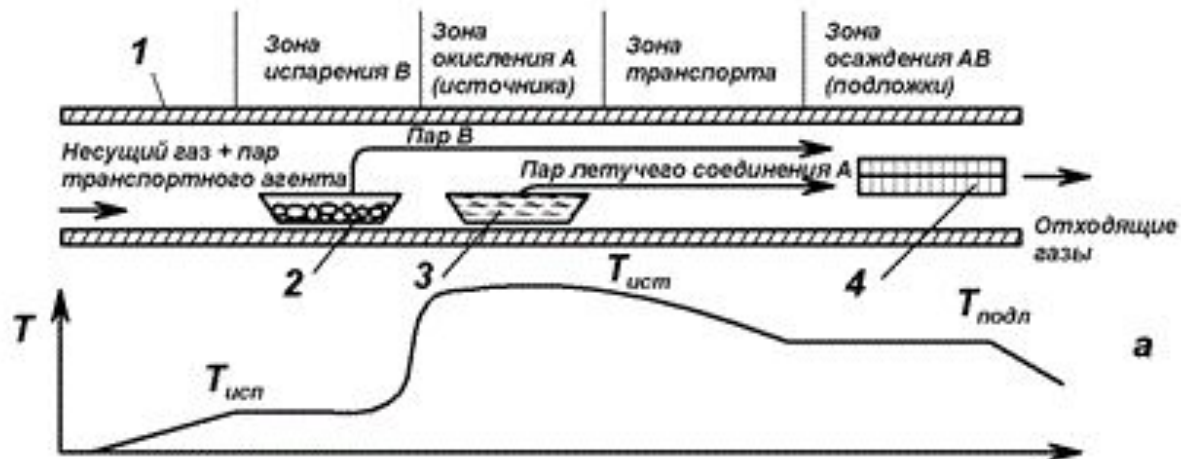 1
Зона
испарения В
Зона
окисления А
(источника)
Зона
транспорта
Зона
осаждения АВ
(подложки)
Несущий газ + пар
транспортного агента
Пар В
Пар летучего соединения А
Отходящие
газы
2
3
4
T
Tисп
Tист
Tподл
а